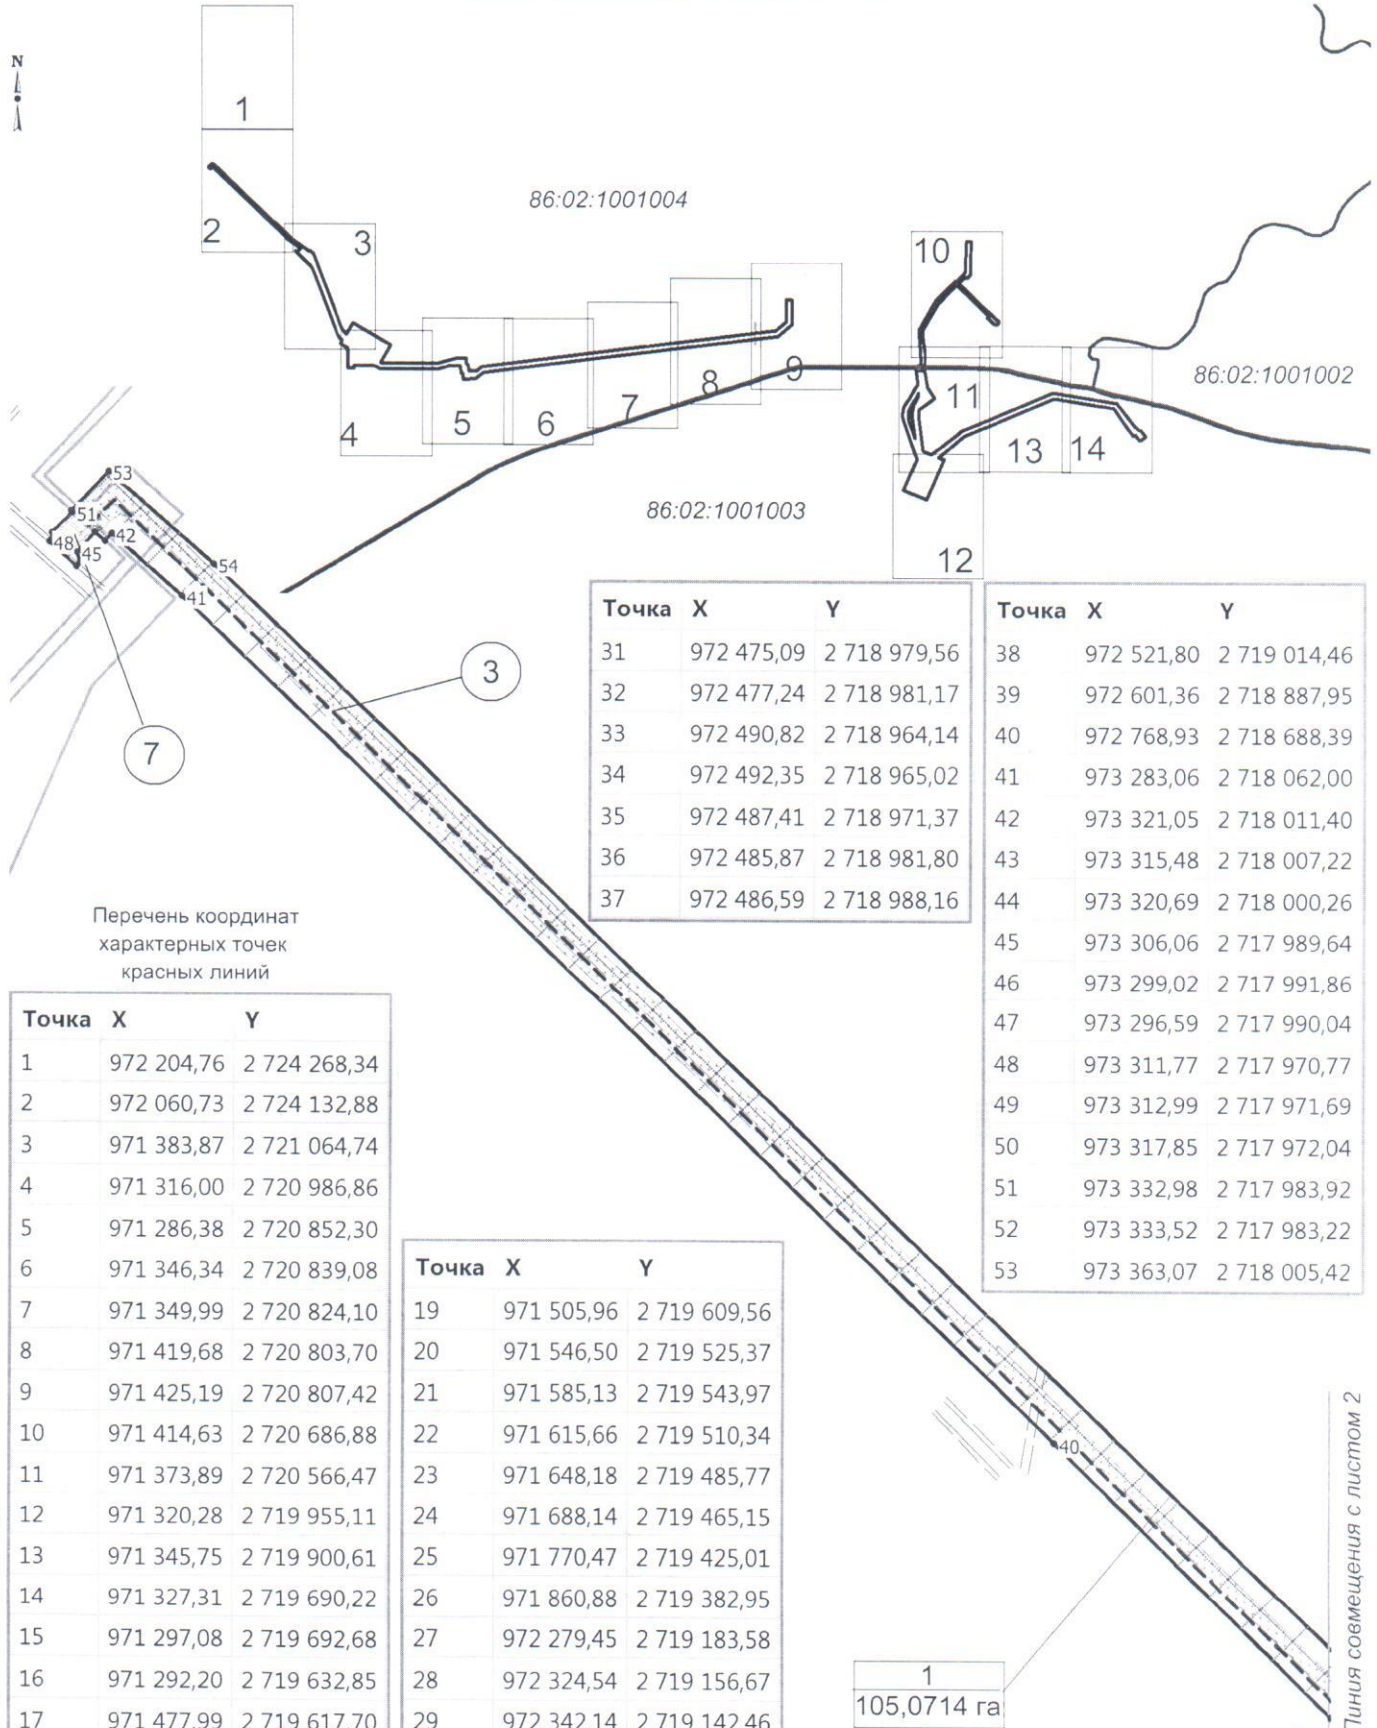 N
1
2
3
86:02:1001004
10
4
5
6
7
8
9
11
13
14
86:02:1001002
86:02:1001003
12
53
51
42
48
45
54
41
3
7
Точка X Y
31 972 475,09 2 718 979,56
32 972 477,24 2 718 981,17
33 972 490,82 2 718 964,14
34 972 492,35 2 718 965,02
35 972 487,41 2 718 971,37
36 972 485,87 2 718 981,80
37 972 486,59 2 718 988,16
Точка X Y
38 972 521,80 2 719 014,46
39 972 601,36 2 718 887,95
40 972 768,93 2 718 688,39
41 973 283,06 2 718 062,00
42 973 321,05 2 718 011,40
43 973 315,48 2 718 007,22
44 973 320,69 2 718 000,26
45 973 306,06 2 717 989,64
46 973 299,02 2 717 991,86
47 973 296,59 2 717 990,04
48 973 311,77 2 717 970,77
49 973 312,99 2 717 971,69
50 973 317,85 2 717 972,04
51 973 332,98 2 717 983,92
52 973 333,52 2 717 983,22
53 973 363,07 2 718 005,42
Перечень координат
характерных точек
красных линий
Точка X Y
1 972 204,76 2 724 268,34
2 972 060,73 2 724 132,88
3 971 383,87 2 721 064,74
4 971 316,00 2 720 986,86
5 971 286,38 2 720 852,30
6 971 346,34 2 720 839,08
7 971 349,99 2 720 824,10
8 971 419,68 2 720 803,70
9 971 425,19 2 720 807,42
10 971 414,63 2 720 686,88
11 971 373,89 2 720 566,47
12 971 320,28 2 719 955,11
13 971 345,75 2 719 900,61
14 971 327,31 2 719 690,22
15 971 297,08 2 719 692,68
16 971 292,20 2 719 632,85
17 971 477,99 2 719 617,70
Точка X Y
19 971 505,96 2 719 609,56
20 971 546,50 2 719 525,37
21 971 585,13 2 719 543,97
22 971 615,66 2 719 510,34
23 971 648,18 2 719 485,77
24 971 688,14 2 719 465,15
25 971 770,47 2 719 425,01
26 971 860,88 2 719 382,95
27 972 279,45 2 719 183,58
28 972 324,54 2 719 156,67
29 972 342,14 2 719 142,46
40
1
105,0714 га
Линия совмещения с листом 2